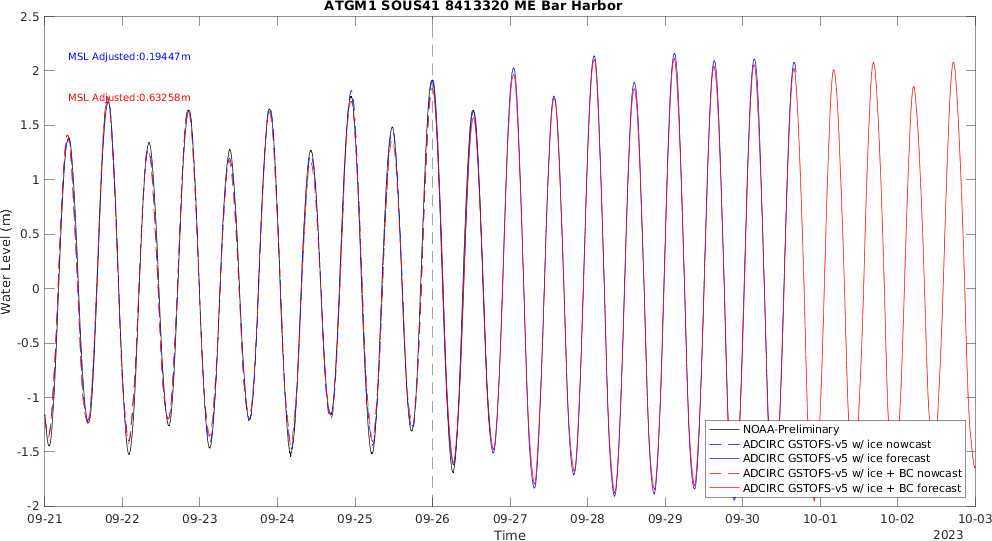 ATGM1 SOUS41 8413320 ME Bar Harbor
2.5
2
1.5
1
0.5
0
-0.5
-1
-1.5
-2
Water Level (m)
MSL Adjusted:0.19447m
MSL Adjusted:0.63258m
NOAA-Preliminary
ADCIRC GSTOFS-v5 w/ ice nowcast
ADCIRC GSTOFS-v5 w/ ice forecast
ADCIRC GSTOFS-v5 w/ ice + BC nowcast
ADCIRC GSTOFS-v5 w/ ice + BC forecast
09-21 09-22 09-23 09-24 09-25 09-26 09-27 09-28 09-29 09-30 10-01 10-02 10-03
Time
2023